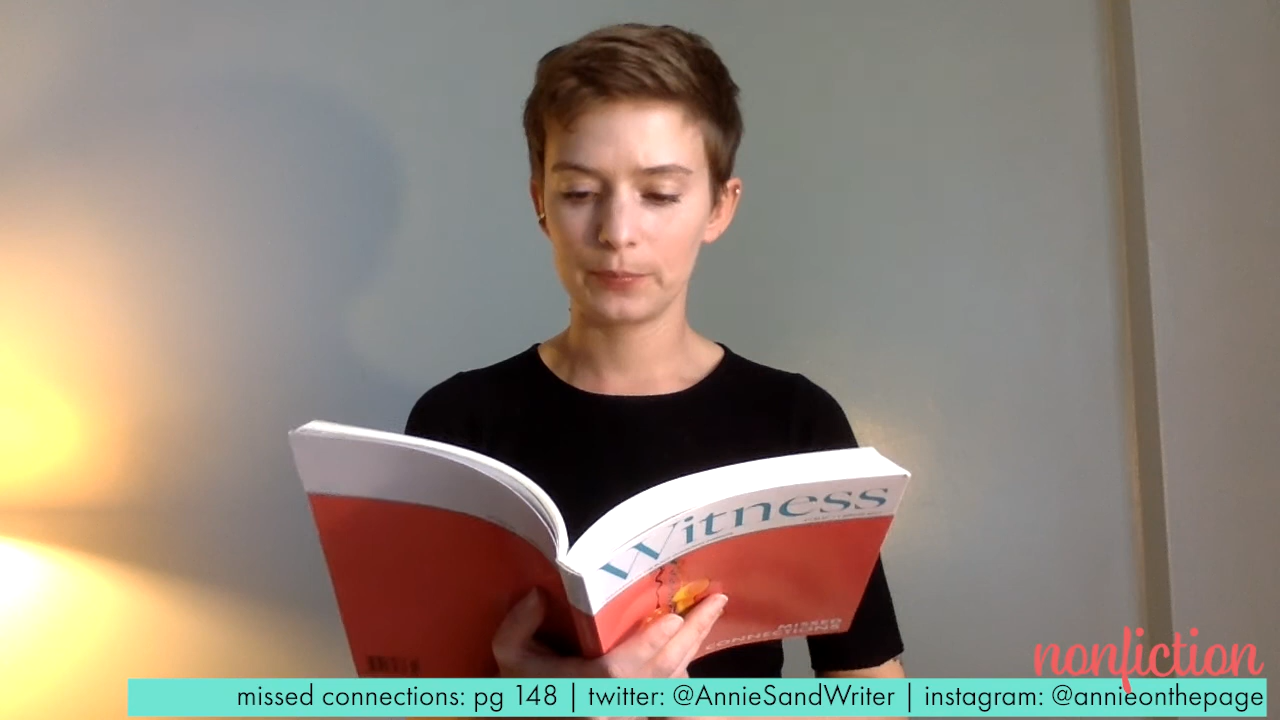 Witness
MISSED
CONNECTIONS
nonfiction
missed connections: pg 148 | twitter: @AnnieSandWriter | instagram: @annieonthepage